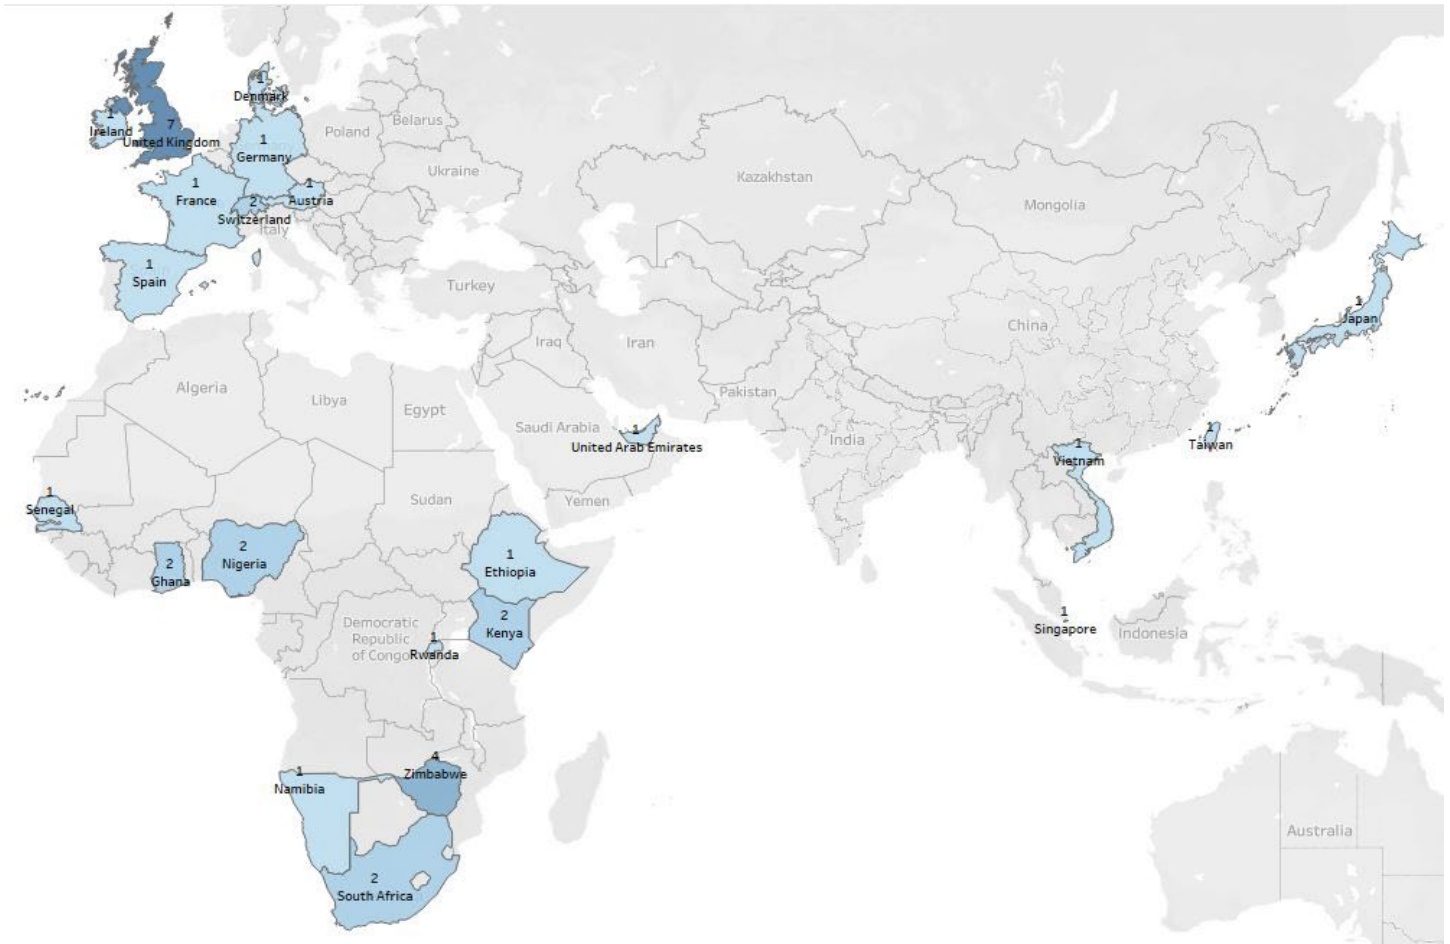 1
Denmark
1
Ireland
7
United Kingdom
1
Germany
Poland
Belarus
Ukraine
1
France
2
Switzerland
1
Austria
Italy
1
Spain
Turkey
Kazakhstan
Mongolia
China
1
Japan
Iraq
Iran
Pakistan
India
Algeria
Libya
Egypt
Saudi Arabia
1
United Arab Emirates
Yemen
Sudan
1
Vietnam
1
Taiwan
1
Senegal
2
Ghana
2
Nigeria
1
Ethiopia
2
Kenya
Democratic
Republic
of Congo
1
Rwanda
1
Singapore
Indonesia
4
Zimbabwe
1
Namibia
2
South Africa
Australia